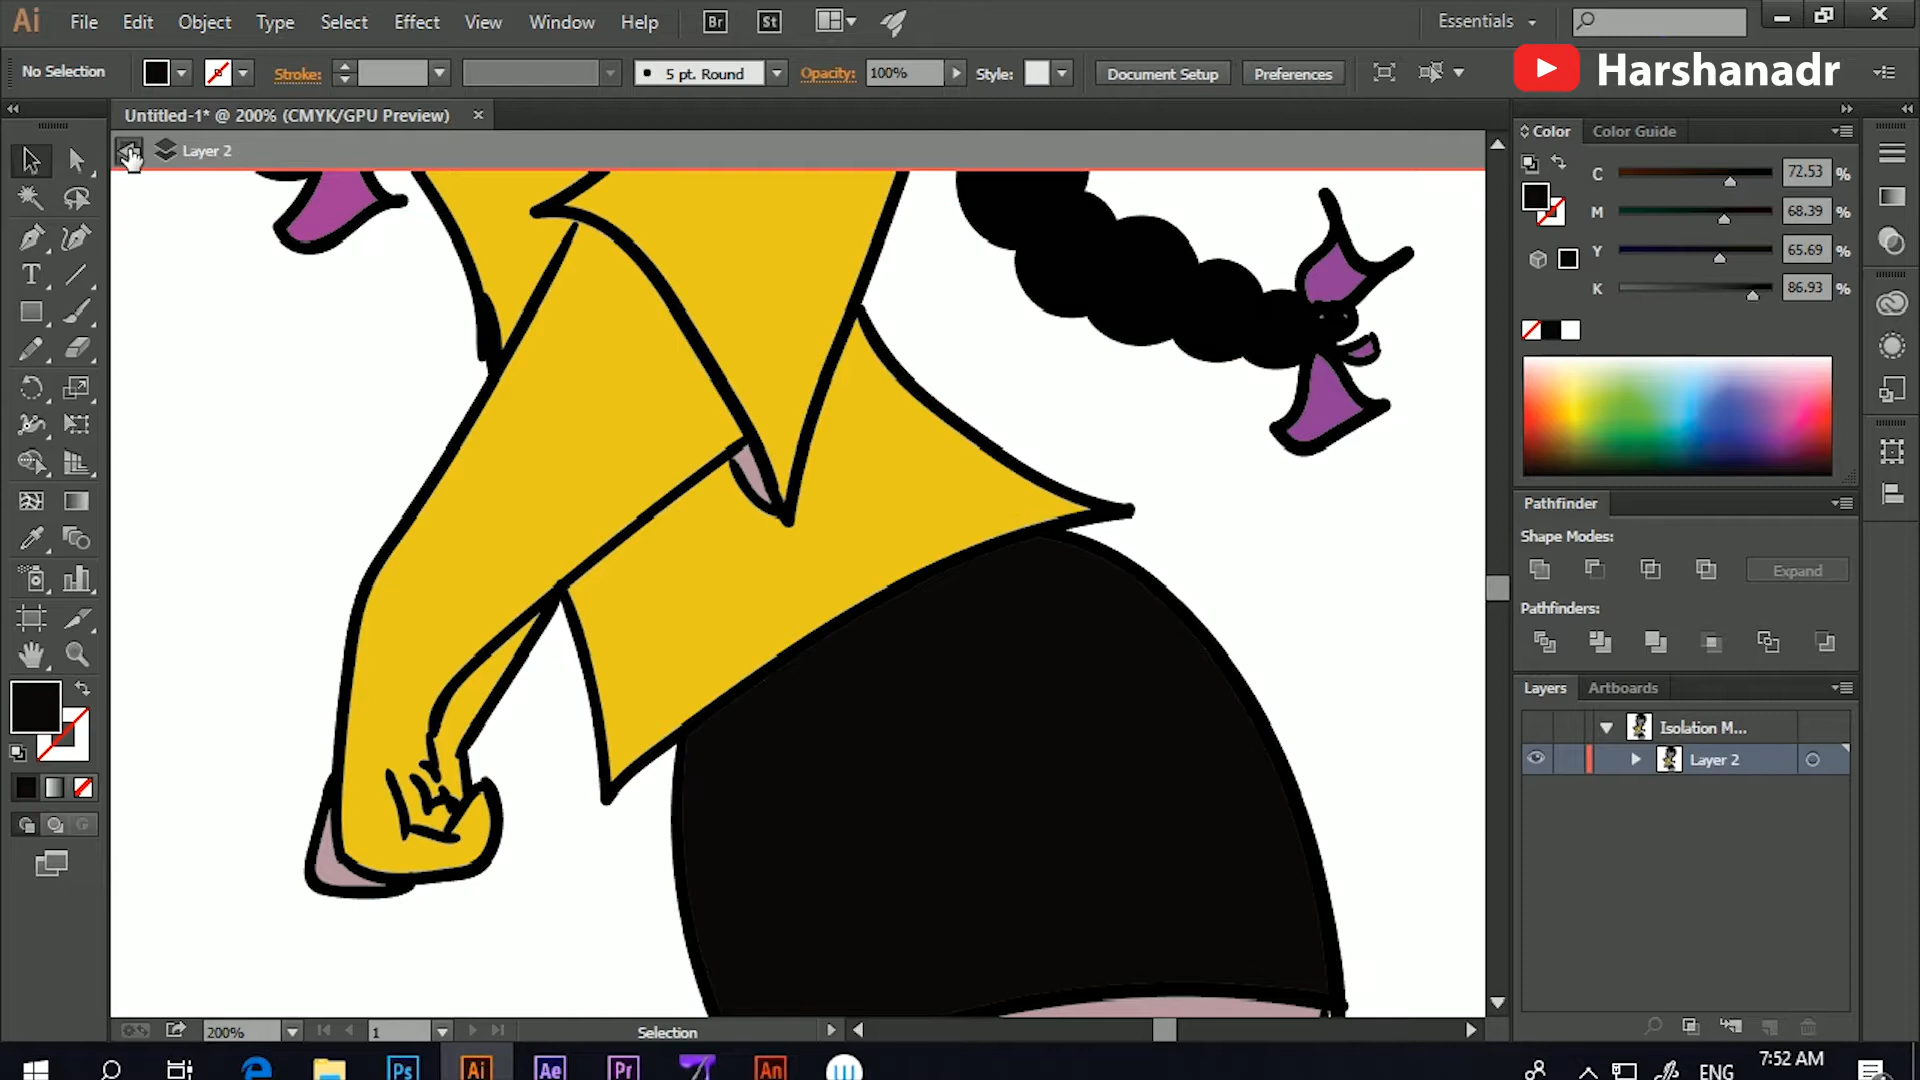 Ai File Edit Object Type Select Effect View Window Help Br St Essentials
No Selection Stroke: 5 pt. Round Opacity: 100% Style: Document Setup Preferences
Harshanadr
Untitled-1* @ 200% (CMYK/GPU Preview)
Layer 2
Color Color Guide
C 72.53 %
M 68.39 %
Y 65.69 %
K 86.93 %
Pathfinder
Shape Modes:
Expand
Pathfinders:
Layers Artboards
Isolation M...
Layer 2
200% 1 Selection
Ps Ai Ae Pr An
ENG
7:52 AM